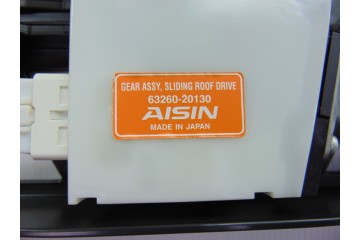 GEAR ASSY, SLIDING ROOF DRIVE
63260-20130
AISIN
MADE IN JAPAN